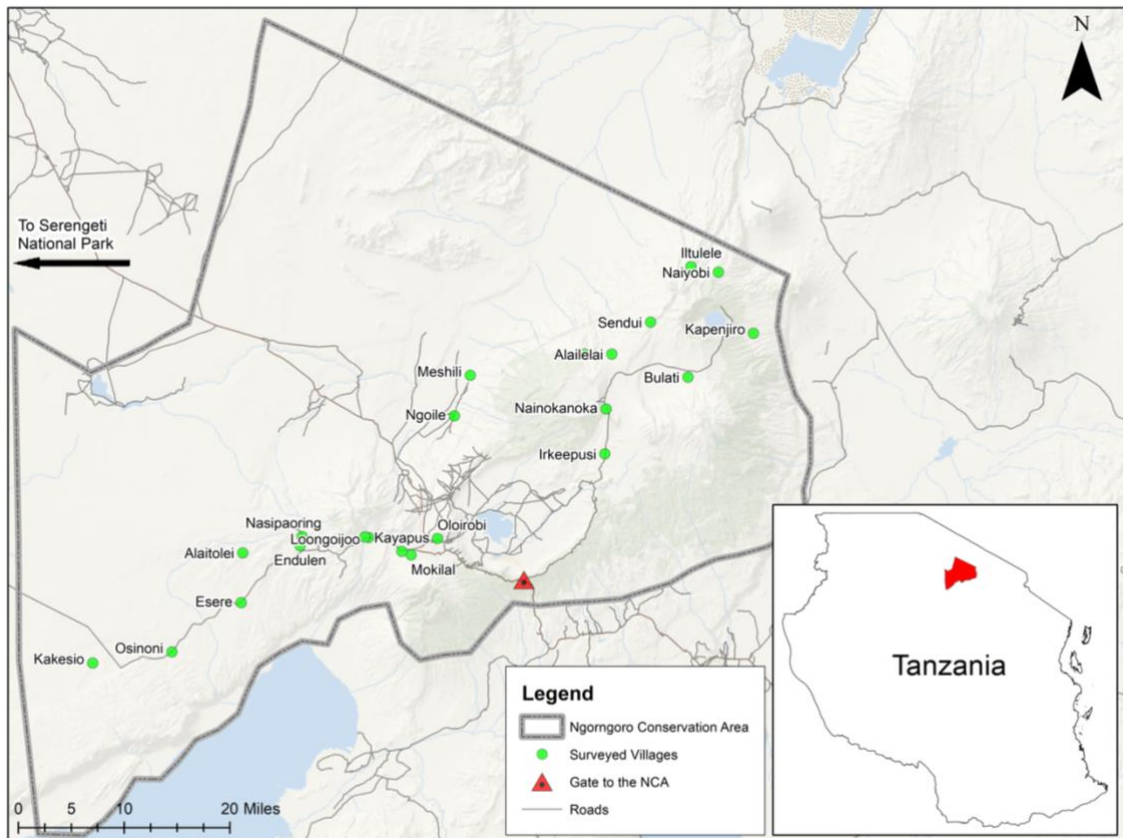 N
To Serengeti
National Park
Iltulele
Naiyobi
Sendui
Kapenjiro
Alailelai
Meshili
Bulati
Ngoile
Nainokanoka
Irkeepusi
Nasipaoring
Oloirobi
Loongoijoo
Kayapus
Alaitolei
Endulen
Mokilal
Esere
Osinoni
Kakesio
Legend
Ngorngoro Conservation Area
Surveyed Villages
Gate to the NCA
Roads
Tanzania
0 5 10 20 Miles